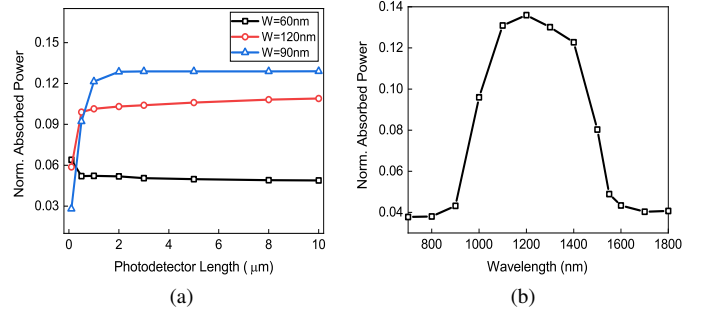 W=60nm
W=120nm
W=90nm
0.15
0.12
0.09
0.06
0.03
Norm. Absorbed Power
0 2 4 6 8 10
Photodetector Length ( μm)
(a)
0.14
0.12
0.10
0.08
0.06
0.04
Norm. Absorbed Power
800 1000 1200 1400 1600 1800
Wavelength (nm)
(b)